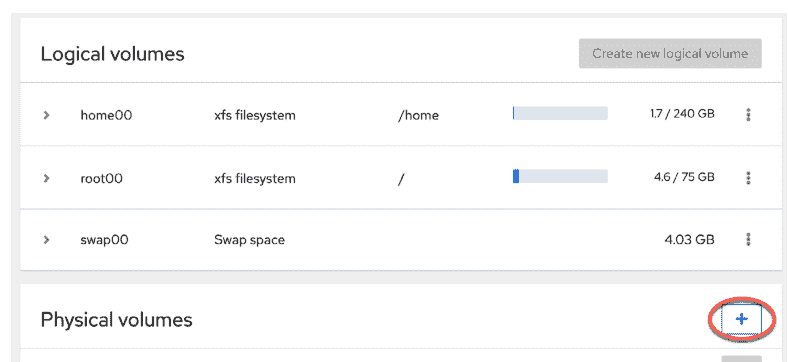 Logical volumes
Create new logical volume
home00 xfs filesystem /home 1.7 / 240 GB
root00 xfs filesystem / 4.6 / 75 GB
swap00 Swap space 4.03 GB
Physical volumes